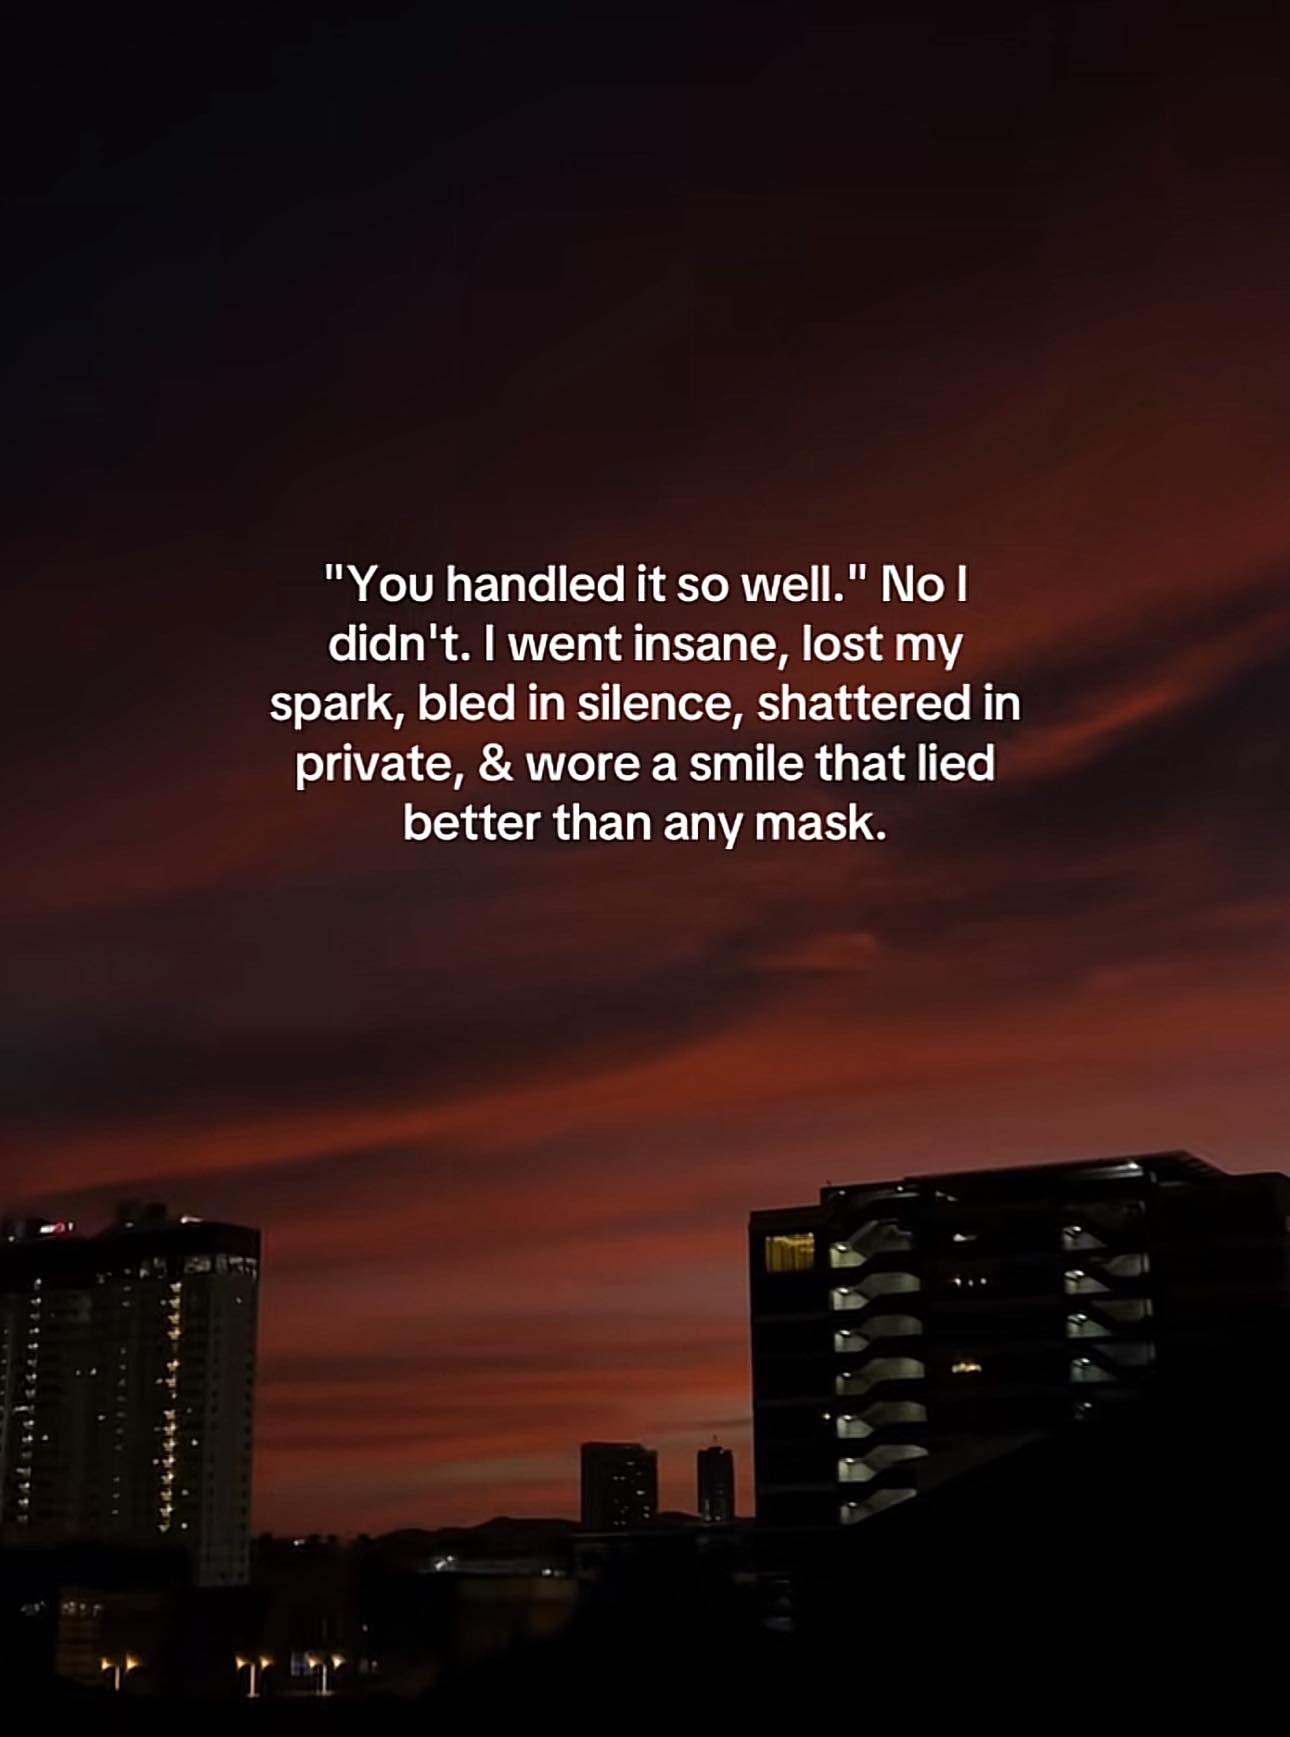 "You handled it so well." No I
didn't. I went insane, lost my
spark, bled in silence, shattered in
private, & wore a smile that lied
better than any mask.